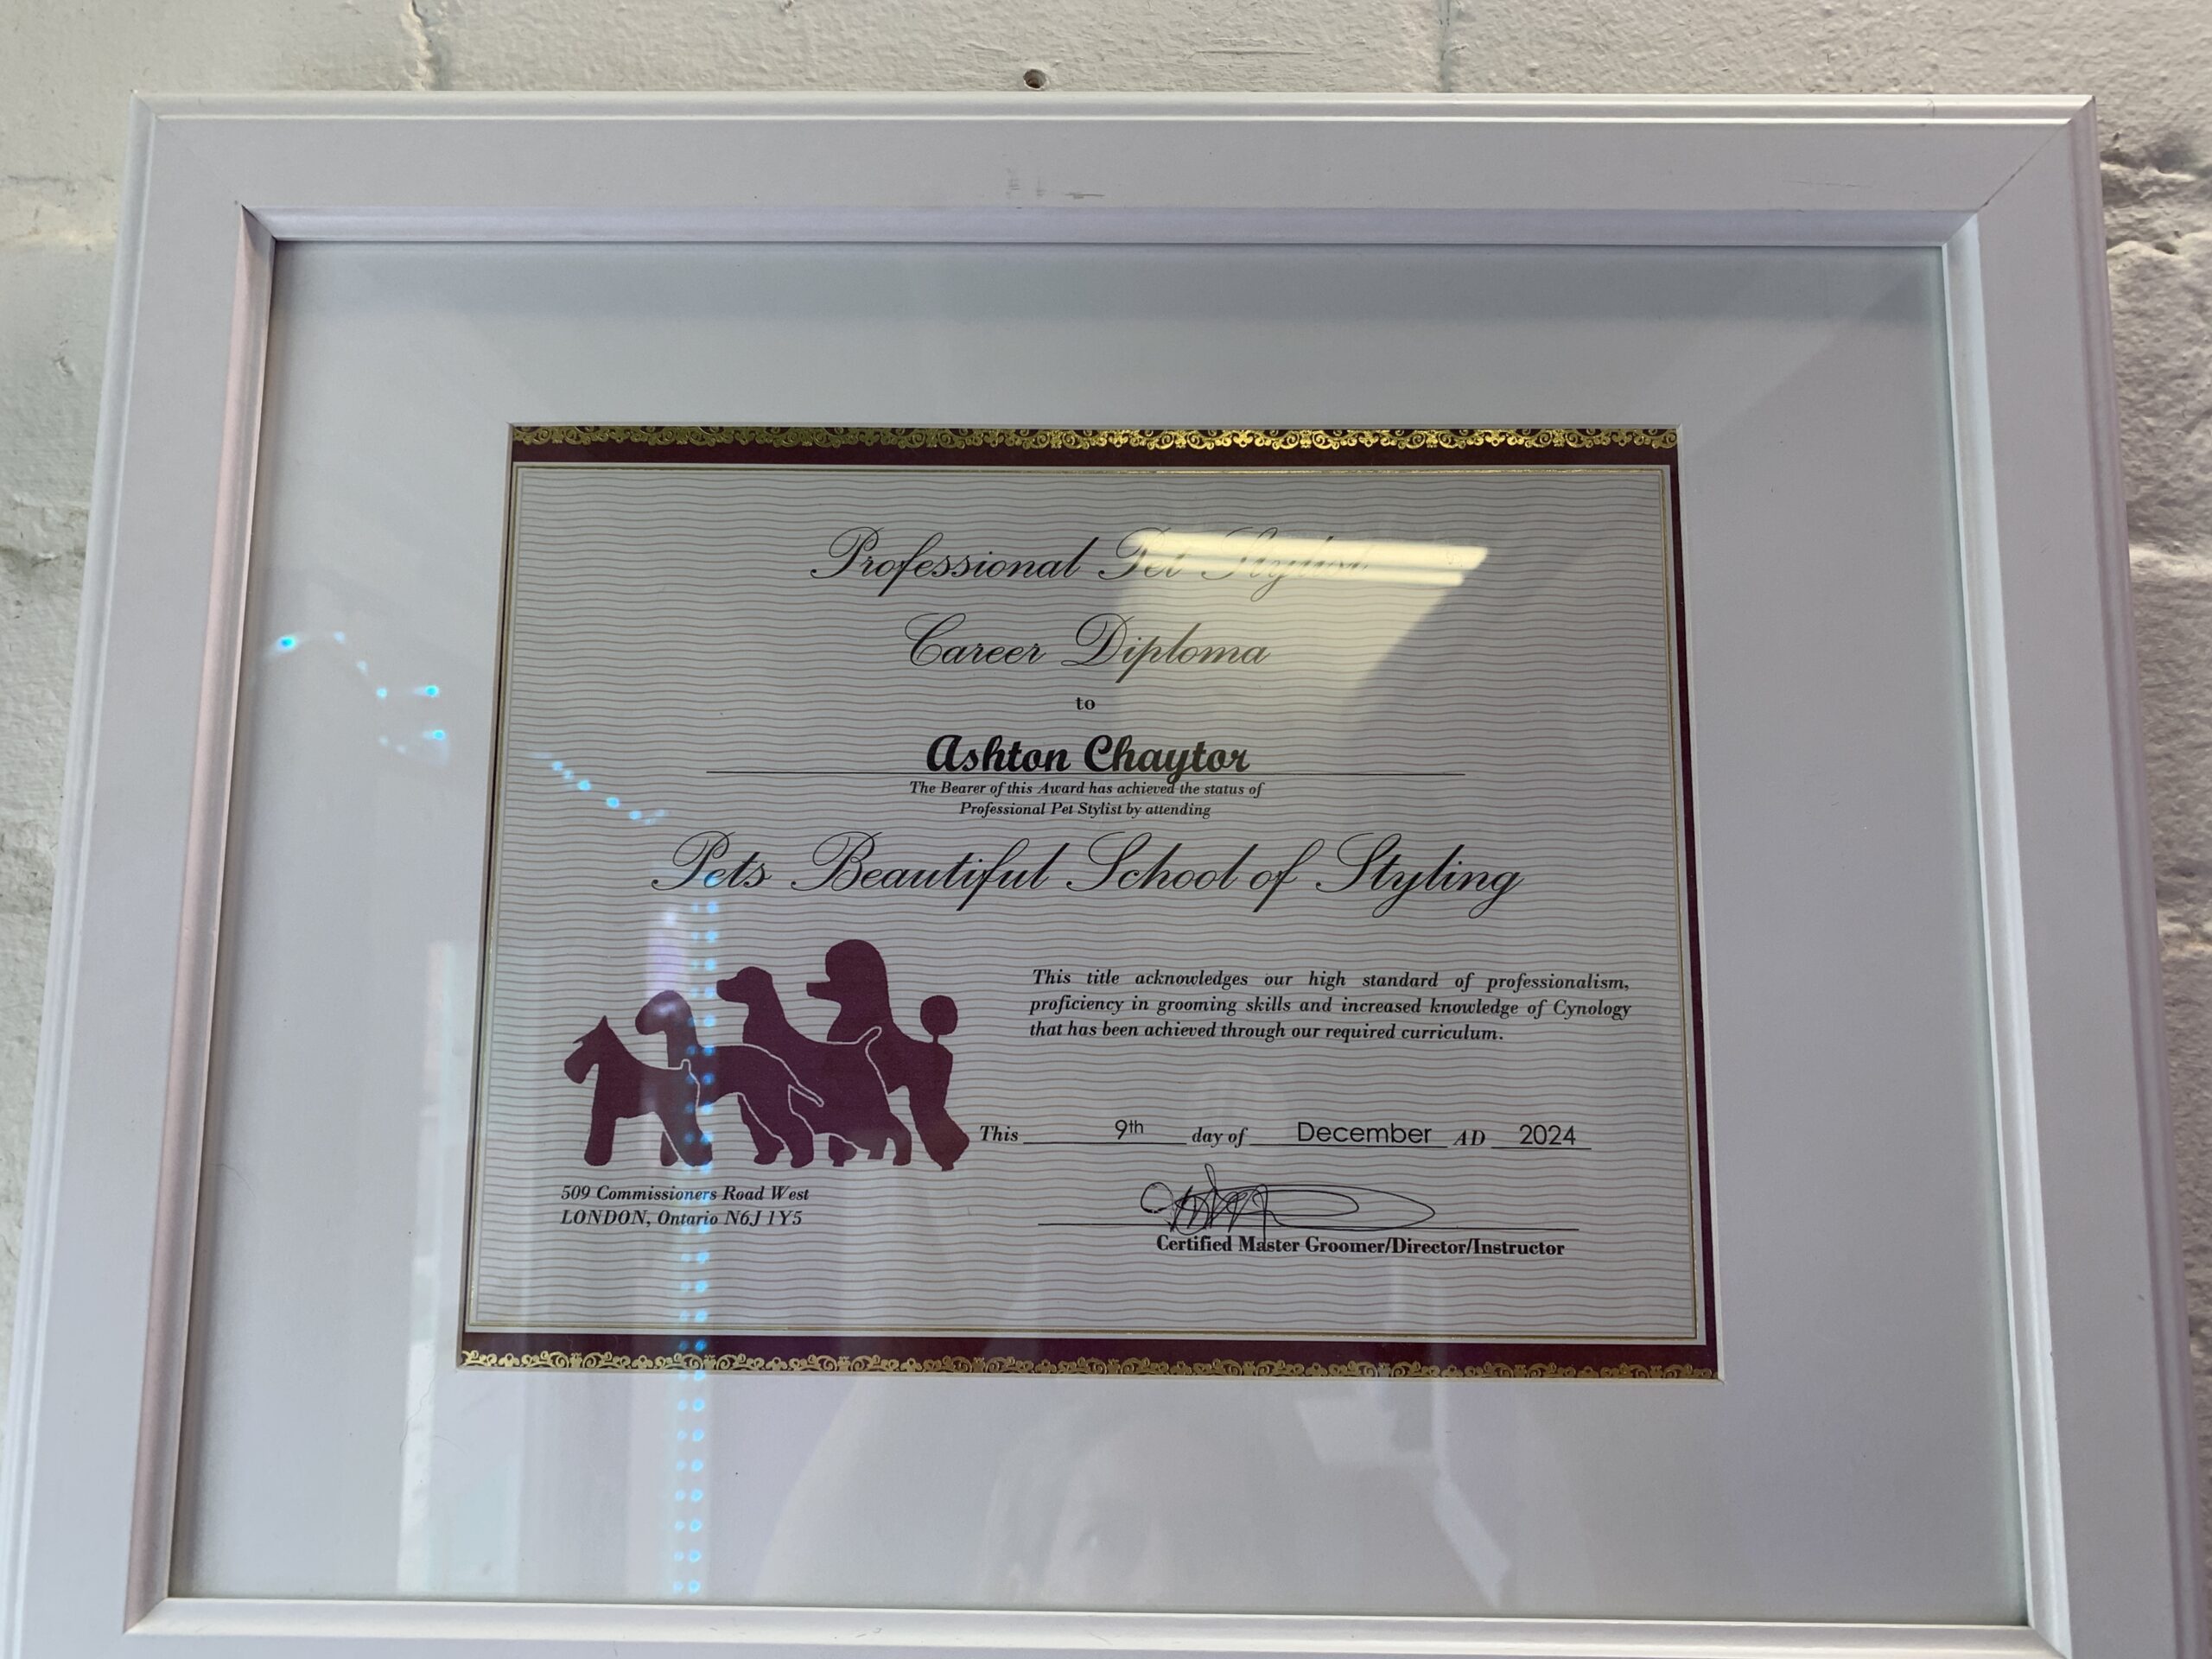 Professional Pet Stylist
Career Diploma
to
Ashton Chaytor
The Bearer of this Award has achieved the status of
Professional Pet Stylist by attending
Pets Beautiful School of Styling
This title acknowledges our high standard of professionalism,
proficiency in grooming skills and increased knowledge of Cynology
that has been achieved through our required curriculum.
This 9th day of December AD 2024
509 Commissioners Road West
LONDON, Ontario N6J 1Y5
Certified Master Groomer/Director/Instructor